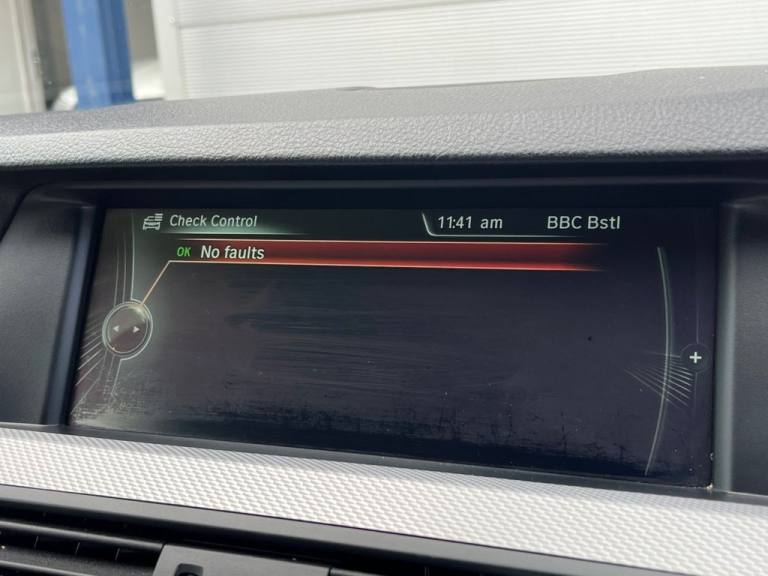 Check Control
11:41 am
BBC Bstl
OK No faults
+